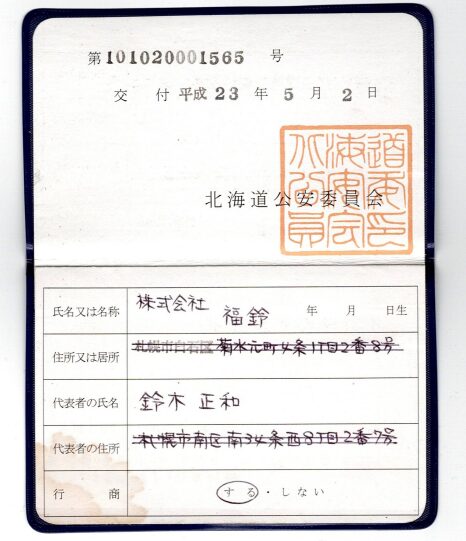 第101020001565号
交 付 平成 23 年 5 月 2 日
北海道公安委員会
氏名又は名称 株式会社 福鈴 年 月 日生
住所又は居所 札幌市白石区 菊水元町4条1丁目2番8号
代表者の氏名 鈴木 正和
代表者の住所 札幌市南区南34条西8丁目2番7号
行 商 する・しない